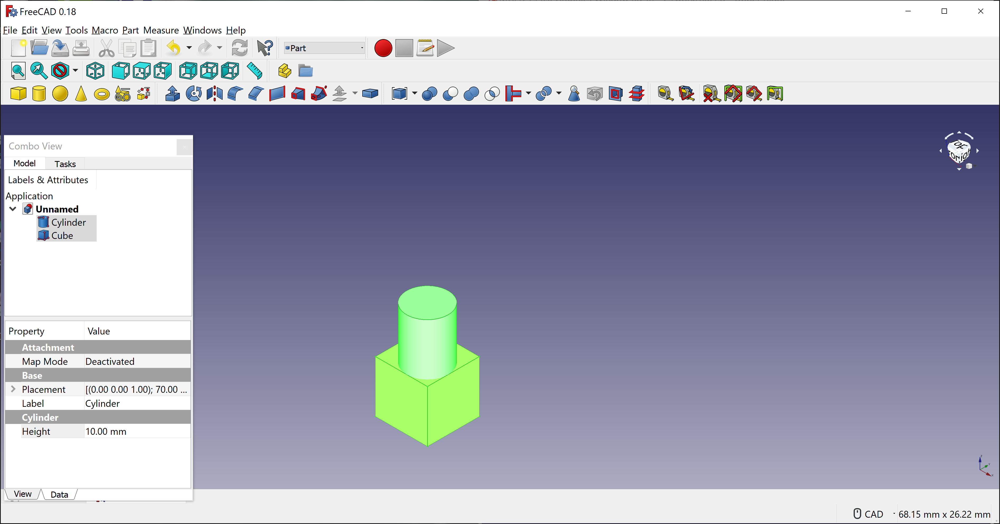 FreeCAD 0.18
File Edit View Tools Macro Part Measure Windows Help
Part
Combo View
Model Tasks
Labels & Attributes
Application
Unnamed
Cylinder
Cube
Property Value
Attachment
Map Mode Deactivated
Base
Placement [(0.00 0.00 1.00); 70.00 ...
Label Cylinder
Cylinder
Height 10.00 mm
View Data
Z
Y
X
CAD 68.15 mm x 26.22 mm